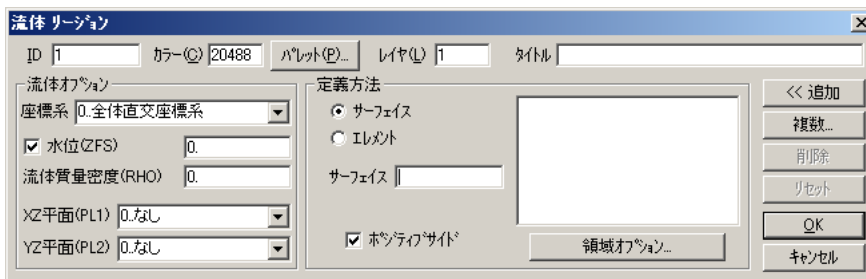 流体 リージョン
ID 1 カラー(C) 20488 パレット(P)... レイヤ(L) 1 タイトル
流体オプション
座標系 0..全体直交座標系
水位(ZFS) 0.
流体質量密度(RHO) 0.
XZ平面(PL1) 0..なし
YZ平面(PL2) 0..なし
定義方法
サーフェイス
エレメント
サーフェイス
ポジティブサイド
領域オプション...
<< 追加
複数...
削除
リセット
OK
キャンセル